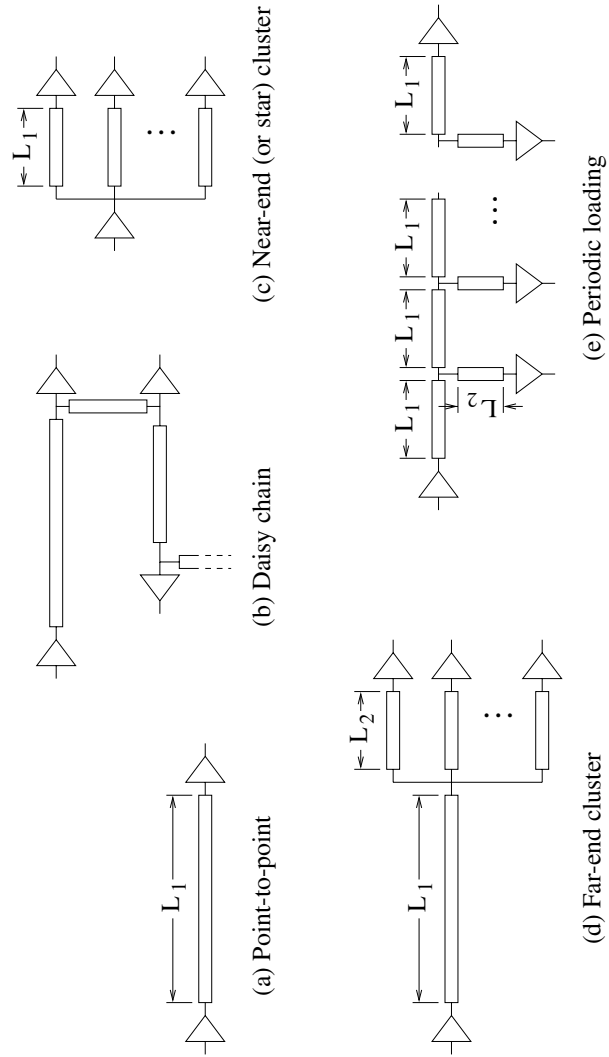 L1
(a) Point-to-point
(b) Daisy chain
L1
...
(c) Near-end (or star) cluster
L1
L2
...
(d) Far-end cluster
L1
L1
L1
L1
L2
...
(e) Periodic loading